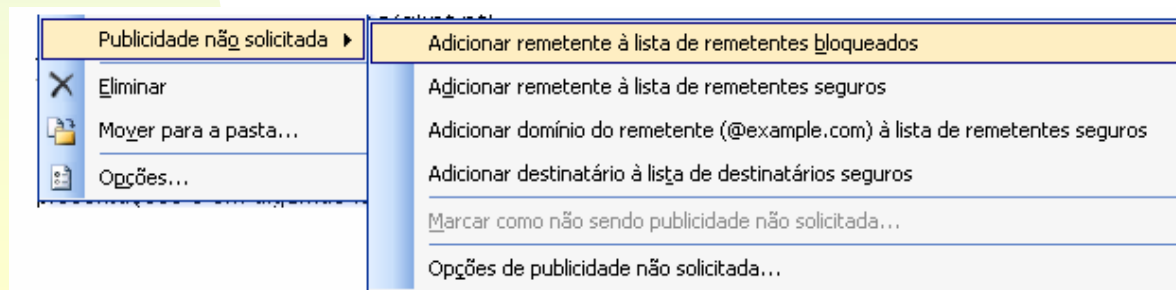 Publicidade não solicitada
Eliminar
Mover para a pasta...
Opções...
Adicionar remetente à lista de remetentes bloqueados
Adicionar remetente à lista de remetentes seguros
Adicionar domínio do remetente (@example.com) à lista de remetentes seguros
Adicionar destinatário à lista de destinatários seguros
Marcar como não sendo publicidade não solicitada...
Opções de publicidade não solicitada...